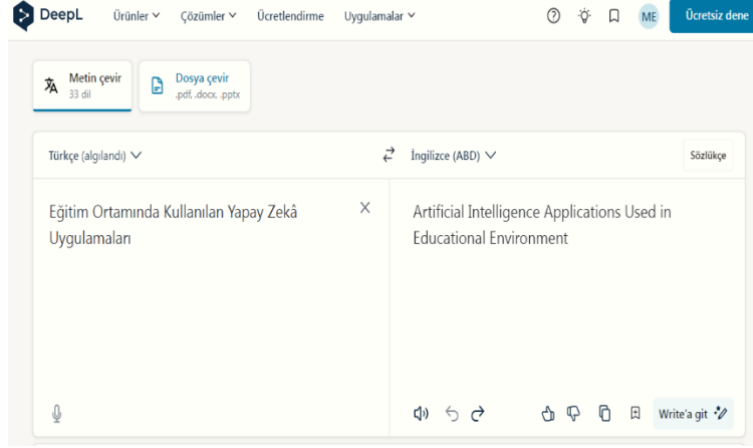 DeepL Ürünler Çözümler Ücretlendirme Uygulamalar ME Ücretsiz dene
Metin çevir
33 dil
Dosya çevir
.pdf, .docx, .pptx
Türkçe (algılandı) İngilizce (ABD) Sözlükçe
Eğitim Ortamında Kullanılan Yapay Zekâ
Uygulamaları
Artificial Intelligence Applications Used in
Educational Environment
Write'a git